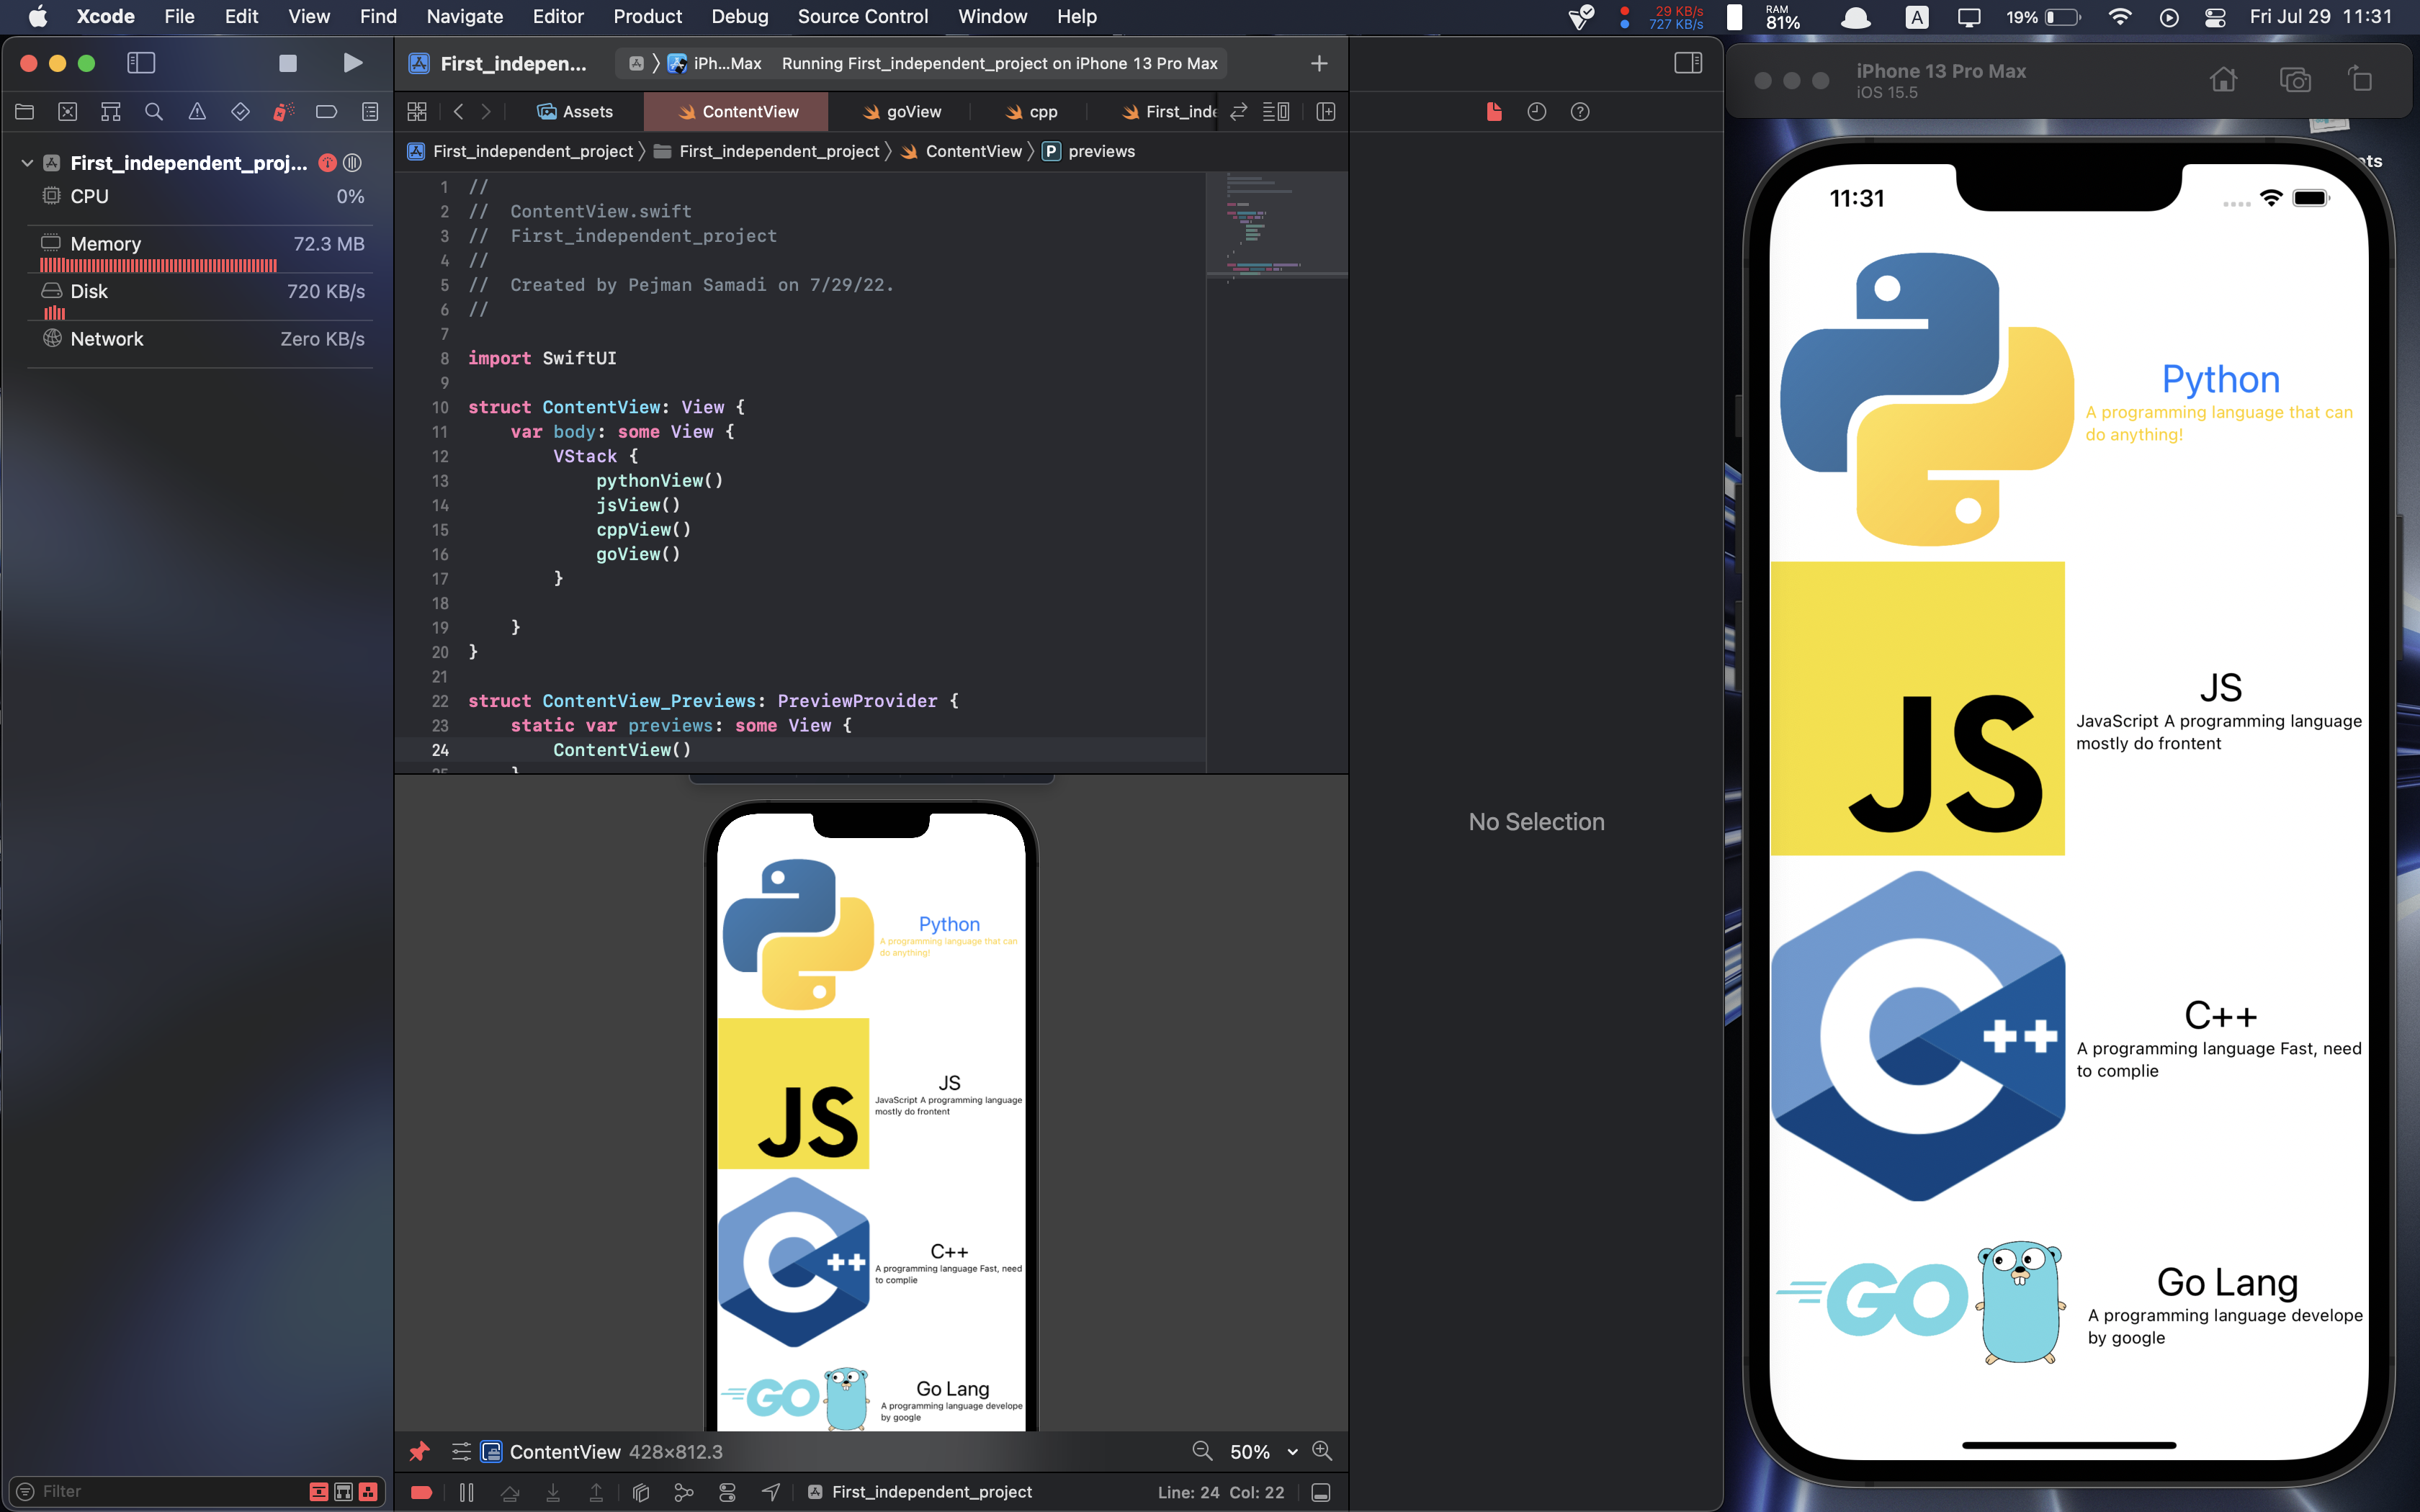 Xcode File Edit View Find Navigate Editor Product Debug Source Control Window Help
29 KB/s
727 KB/s
RAM
81%
A
19%
Fri Jul 29 11:31
First_indepen...
iPh...Max
Running First_independent_project on iPhone 13 Pro Max
Assets
ContentView
goView
cpp
First_inde
First_independent_project
First_independent_project
ContentView
P
previews
First_independent_proj...
CPU 0%
Memory 72.3 MB
Disk 720 KB/s
Network Zero KB/s
Filter
1 //
2 //  ContentView.swift
3 //  First_independent_project
4 //
5 //  Created by Pejman Samadi on 7/29/22.
6 //
7
8 import SwiftUI
9
10 struct ContentView: View {
11     var body: some View {
12         VStack {
13             pythonView()
14             jsView()
15             cppView()
16             goView()
17         }
18
19     }
20 }
21
22 struct ContentView_Previews: PreviewProvider {
23     static var previews: some View {
24         ContentView()
25     }
Python
A programming language that can
do anything!
JS
JS
JavaScript A programming language
mostly do frontent
C++
C++
A programming language Fast, need
to complie
GO
Go Lang
A programming language develope
by google
ContentView 428×812.3
50%
First_independent_project
Line: 24 Col: 22
No Selection
iPhone 13 Pro Max
iOS 15.5
ots
11:31
Python
A programming language that can
do anything!
JS
JS
JavaScript A programming language
mostly do frontent
C++
C++
A programming language Fast, need
to complie
GO
Go Lang
A programming language develope
by google